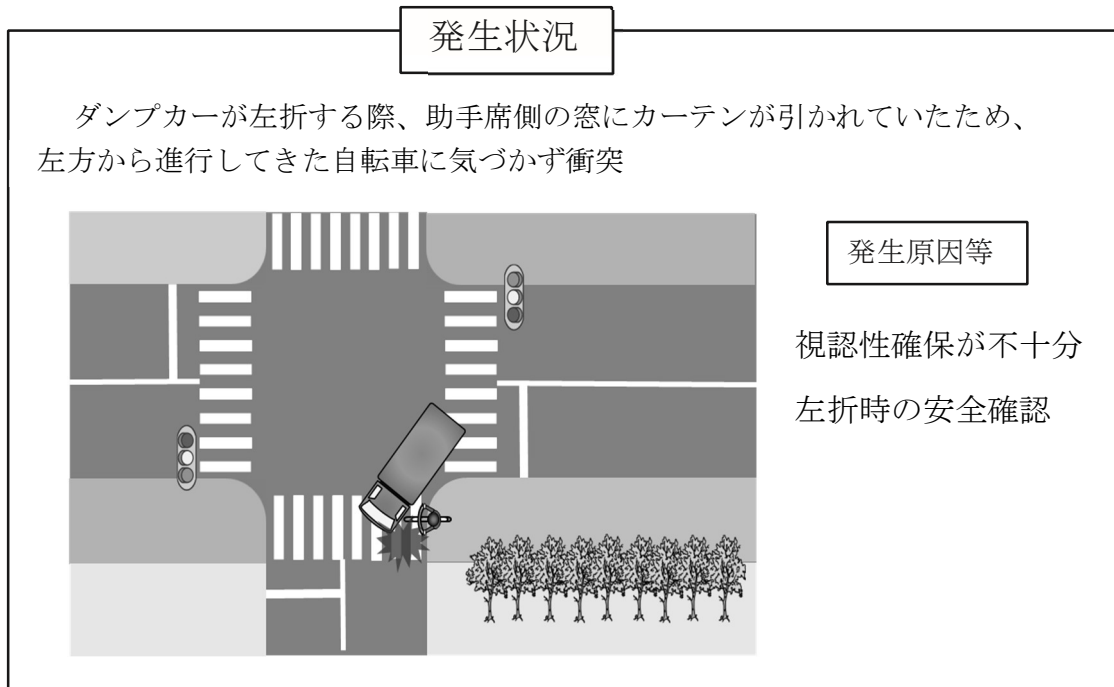 発生状況
ダンプカーが左折する際、助手席側の窓にカーテンが引かれていたため、
左方から進行してきた自転車に気づかず衝突
発生原因等
視認性確保が不十分
左折時の安全確認